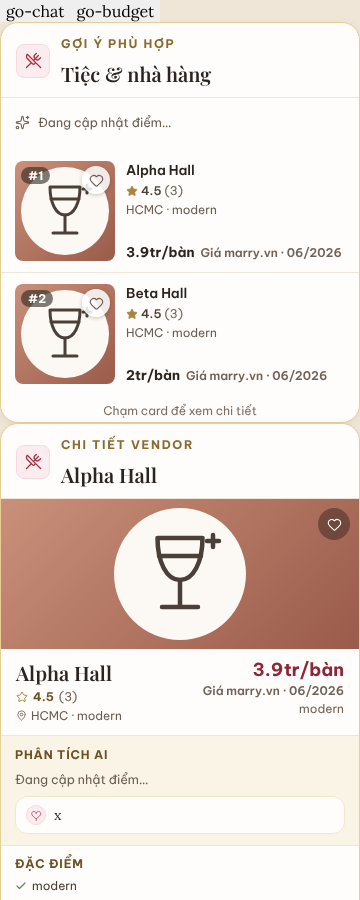 go-chat go-budget
GỢI Ý PHÙ HỢP
Tiệc & nhà hàng
Đang cập nhật điểm...
#1
Alpha Hall
4.5 (3)
HCMC · modern
3.9tr/bàn Giá marry.vn · 06/2026
#2
Beta Hall
4.5 (3)
HCMC · modern
2tr/bàn Giá marry.vn · 06/2026
Chạm card để xem chi tiết
CHI TIẾT VENDOR
Alpha Hall
Alpha Hall
3.9tr/bàn
4.5 (3)
Giá marry.vn · 06/2026
HCMC · modern
modern
PHÂN TÍCH AI
Đang cập nhật điểm...
x
ĐẶC ĐIỂM
modern